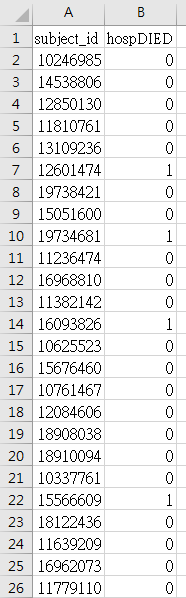 A B
1 subject_id hospDIED
2 10246985 0
3 14538806 0
4 12850130 0
5 11810761 0
6 13109236 0
7 12601474 1
8 19738421 0
9 15051600 0
10 19734681 1
11 11236474 0
12 16968810 0
13 11382142 0
14 16093826 1
15 10625523 0
16 15676460 0
17 10761467 0
18 12084606 0
19 18908038 0
20 18910094 0
21 10337761 0
22 15566609 1
23 18122436 0
24 11639209 0
25 16962073 0
26 11779110 0